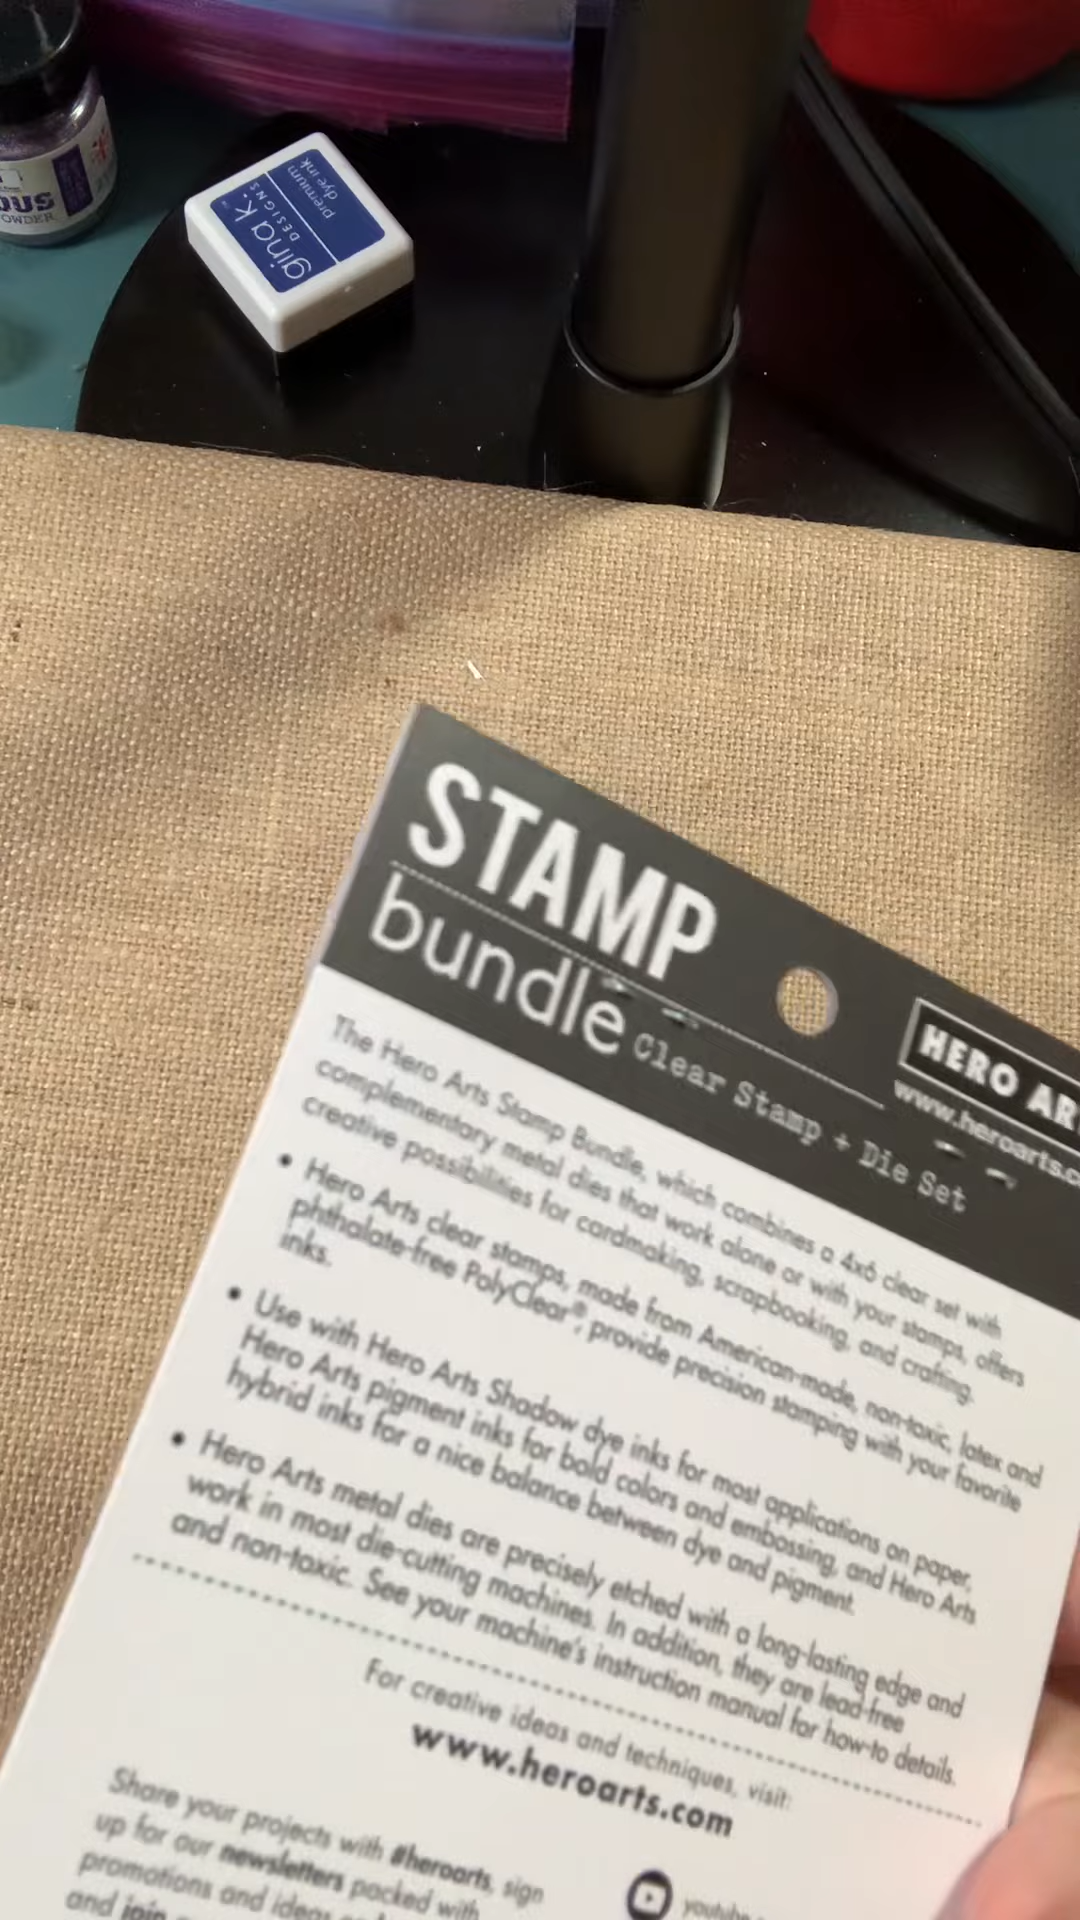 OUS
OWDER
gina k
DESIGNS
premium
dye ink
STAMP
bundle Clear Stamp + Die Set
HERO AR
www.heroarts.c
The Hero Arts Stamp Bundle, which combines a 4x6 clear set with
complementary metal dies that work alone or with your stamps, offers
creative possibilities for cardmaking, scrapbooking, and crafting.
• Hero Arts clear stamps, made from American-made, non-toxic, latex and
phthalate-free PolyClear®, provide precision stamping with your favorite
inks.
• Use with Hero Arts Shadow dye inks for most applications on paper,
Hero Arts pigment inks for bold colors and embossing, and Hero Arts
hybrid inks for a nice balance between dye and pigment.
• Hero Arts metal dies are precisely etched with a long-lasting edge and
work in most die-cutting machines. In addition, they are lead-free
and non-toxic. See your machine's instruction manual for how-to details.
For creative ideas and techniques, visit:
www.heroarts.com
Share your projects with #heroarts, sign
up for our newsletters packed with
promotions and ideas
and join
youtube